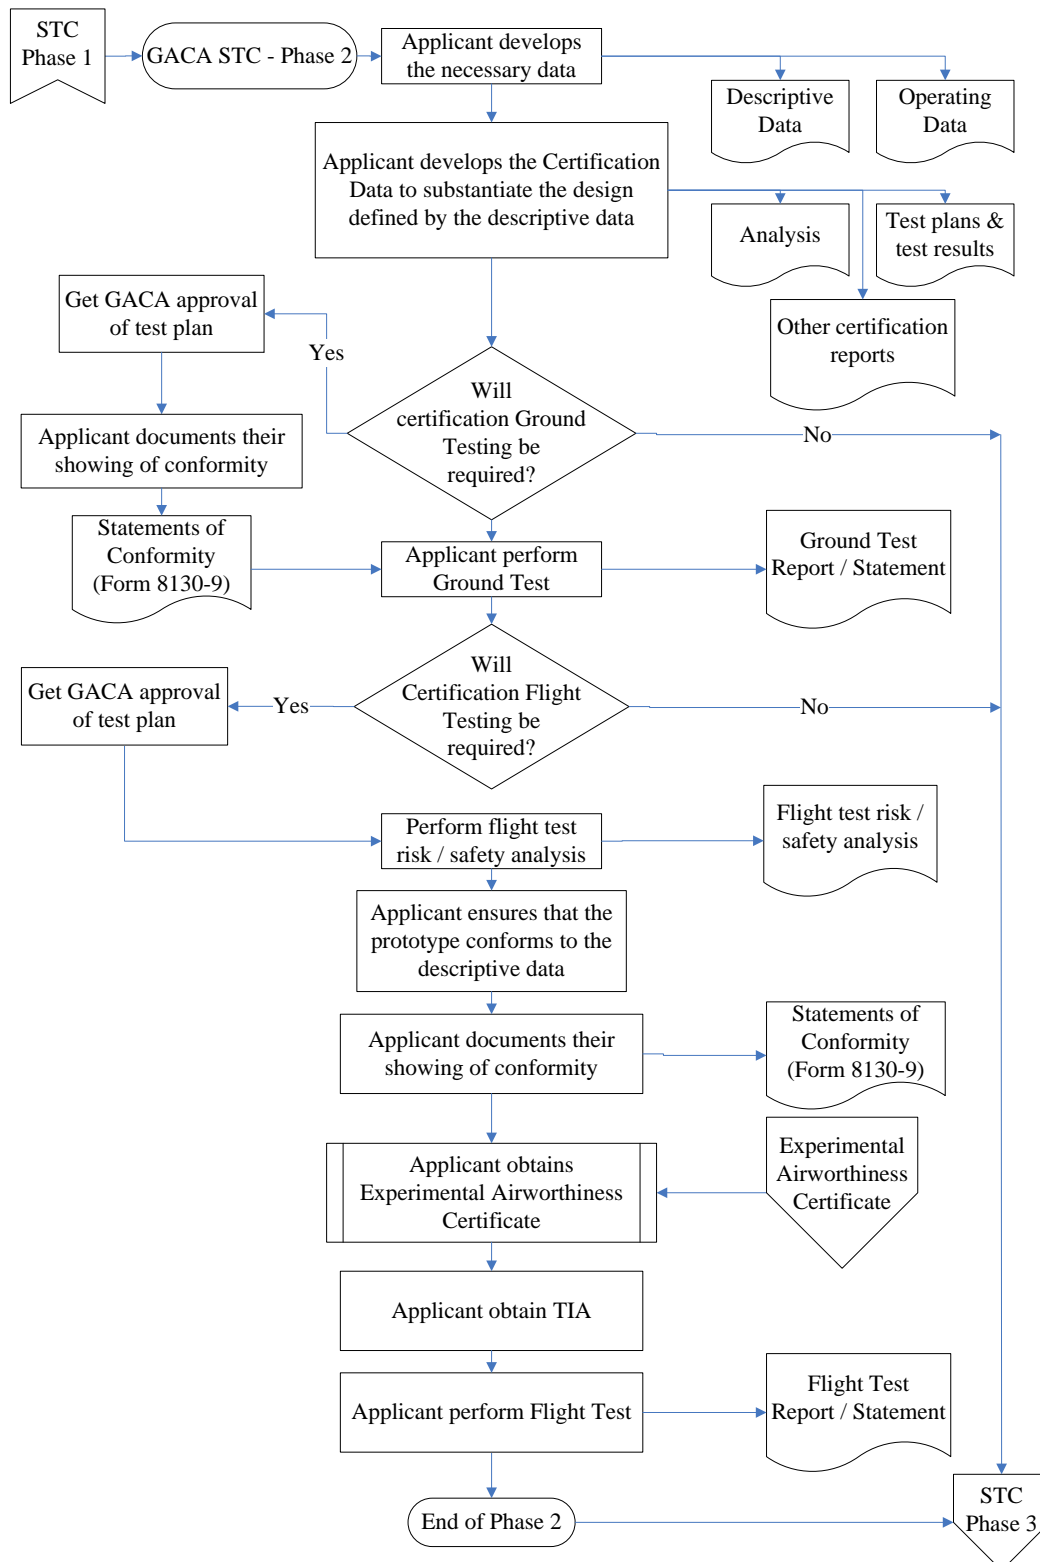 STC
Phase 1
GACA STC - Phase 2
Applicant develops
the necessary data
Descriptive
Data
Operating
Data
Applicant develops the Certification
Data to substantiate the design
defined by the descriptive data
Analysis
Test plans &
test results
Other certification
reports
Get GACA approval
of test plan
Yes
Will
certification Ground
Testing be
required?
No
Applicant documents their
showing of conformity
Statements of
Conformity
(Form 8130-9)
Applicant perform
Ground Test
Ground Test
Report / Statement
Get GACA approval
of test plan
Yes
Will
Certification Flight
Testing be
required?
No
Perform flight test
risk / safety analysis
Flight test risk /
safety analysis
Applicant ensures that the
prototype conforms to the
descriptive data
Applicant documents their
showing of conformity
Statements of
Conformity
(Form 8130-9)
Applicant obtains
Experimental Airworthiness
Certificate
Experimental
Airworthiness
Certificate
Applicant obtain TIA
Applicant perform Flight Test
Flight Test
Report / Statement
End of Phase 2
STC
Phase 3